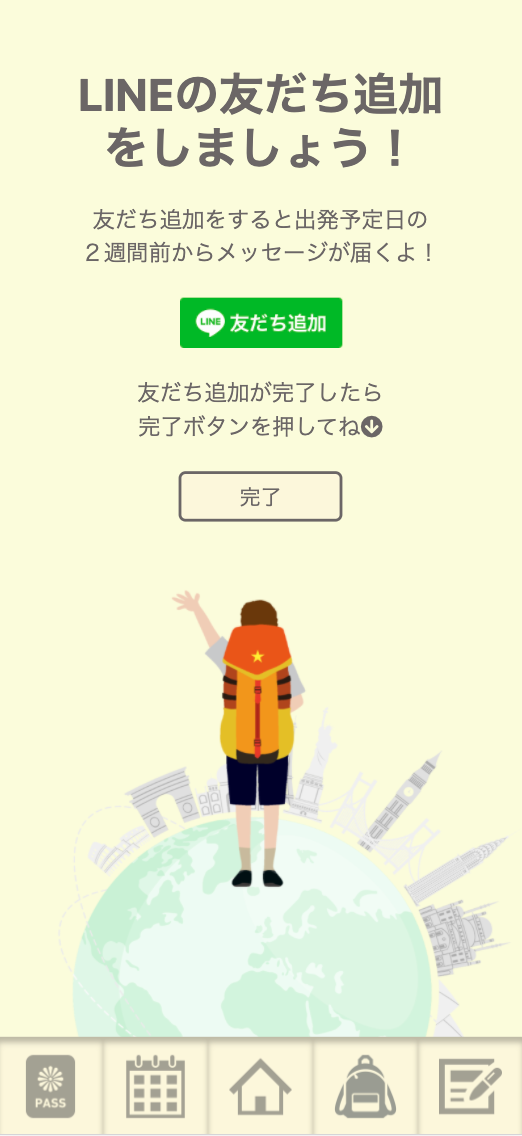 LINEの友だち追加
をしましょう！
友だち追加をすると出発予定日の
２週間前からメッセージが届くよ！
LINE 友だち追加
友だち追加が完了したら
完了ボタンを押してね
完了
PASS